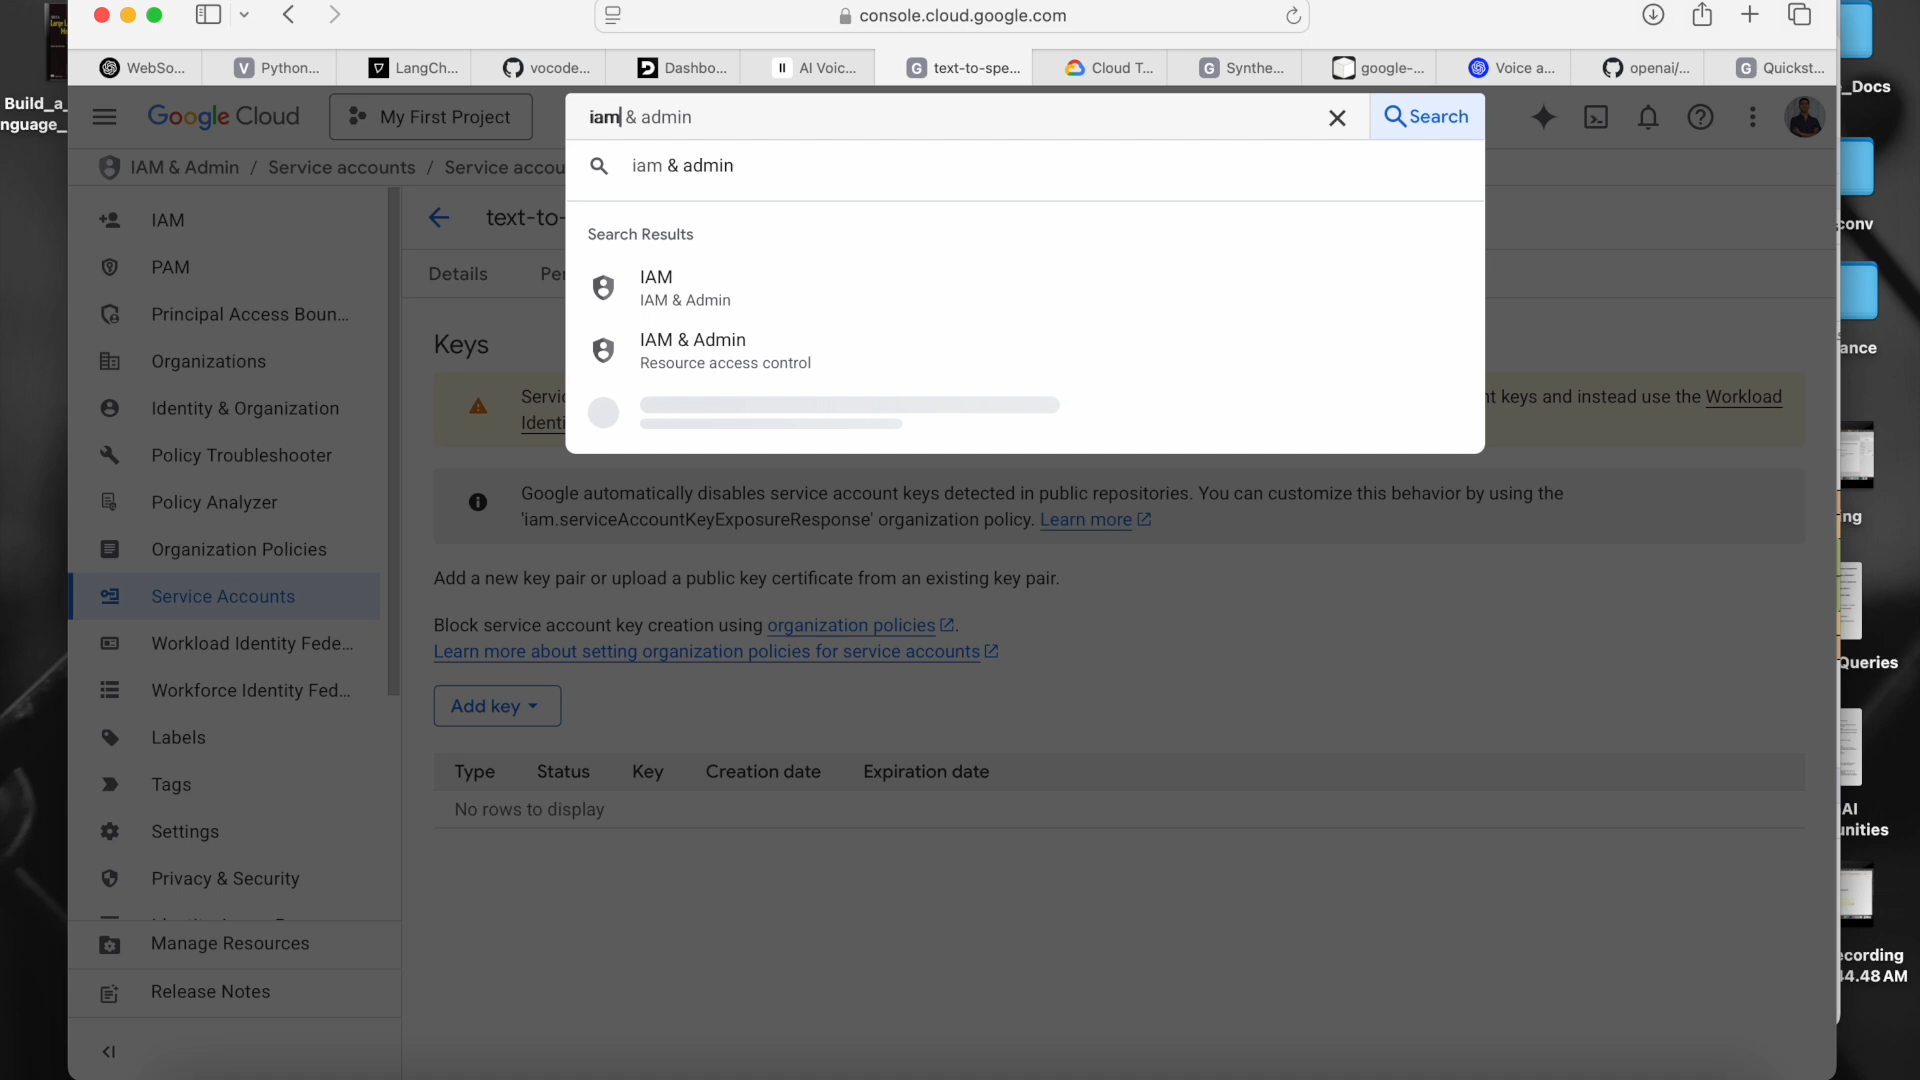 console.cloud.google.com
WebSo...
Python...
LangCh...
vocode...
Dashbo...
AI Voic...
text-to-spe...
Cloud T...
Synthe...
google-...
Voice a...
openai/...
Quickst...
Build_a_
nguage_
_Docs
conv
ance
ng
Queries
AI
unities
ecording
44.48 AM
Google Cloud
My First Project
iam & admin
Search
IAM & Admin / Service accounts / Service accou
iam & admin
Search Results
IAM
IAM & Admin
IAM & Admin
Resource access control
IAM
PAM
Principal Access Boun...
Organizations
Identity & Organization
Policy Troubleshooter
Policy Analyzer
Organization Policies
Service Accounts
Workload Identity Fede...
Workforce Identity Fed...
Labels
Tags
Settings
Privacy & Security
Manage Resources
Release Notes
text-to-
Details
Per
Keys
Servic
nt keys and instead use the Workload
Identi
Google automatically disables service account keys detected in public repositories. You can customize this behavior by using the
'iam.serviceAccountKeyExposureResponse' organization policy. Learn more
Add a new key pair or upload a public key certificate from an existing key pair.
Block service account key creation using organization policies.
Learn more about setting organization policies for service accounts
Add key
Type Status Key Creation date Expiration date
No rows to display